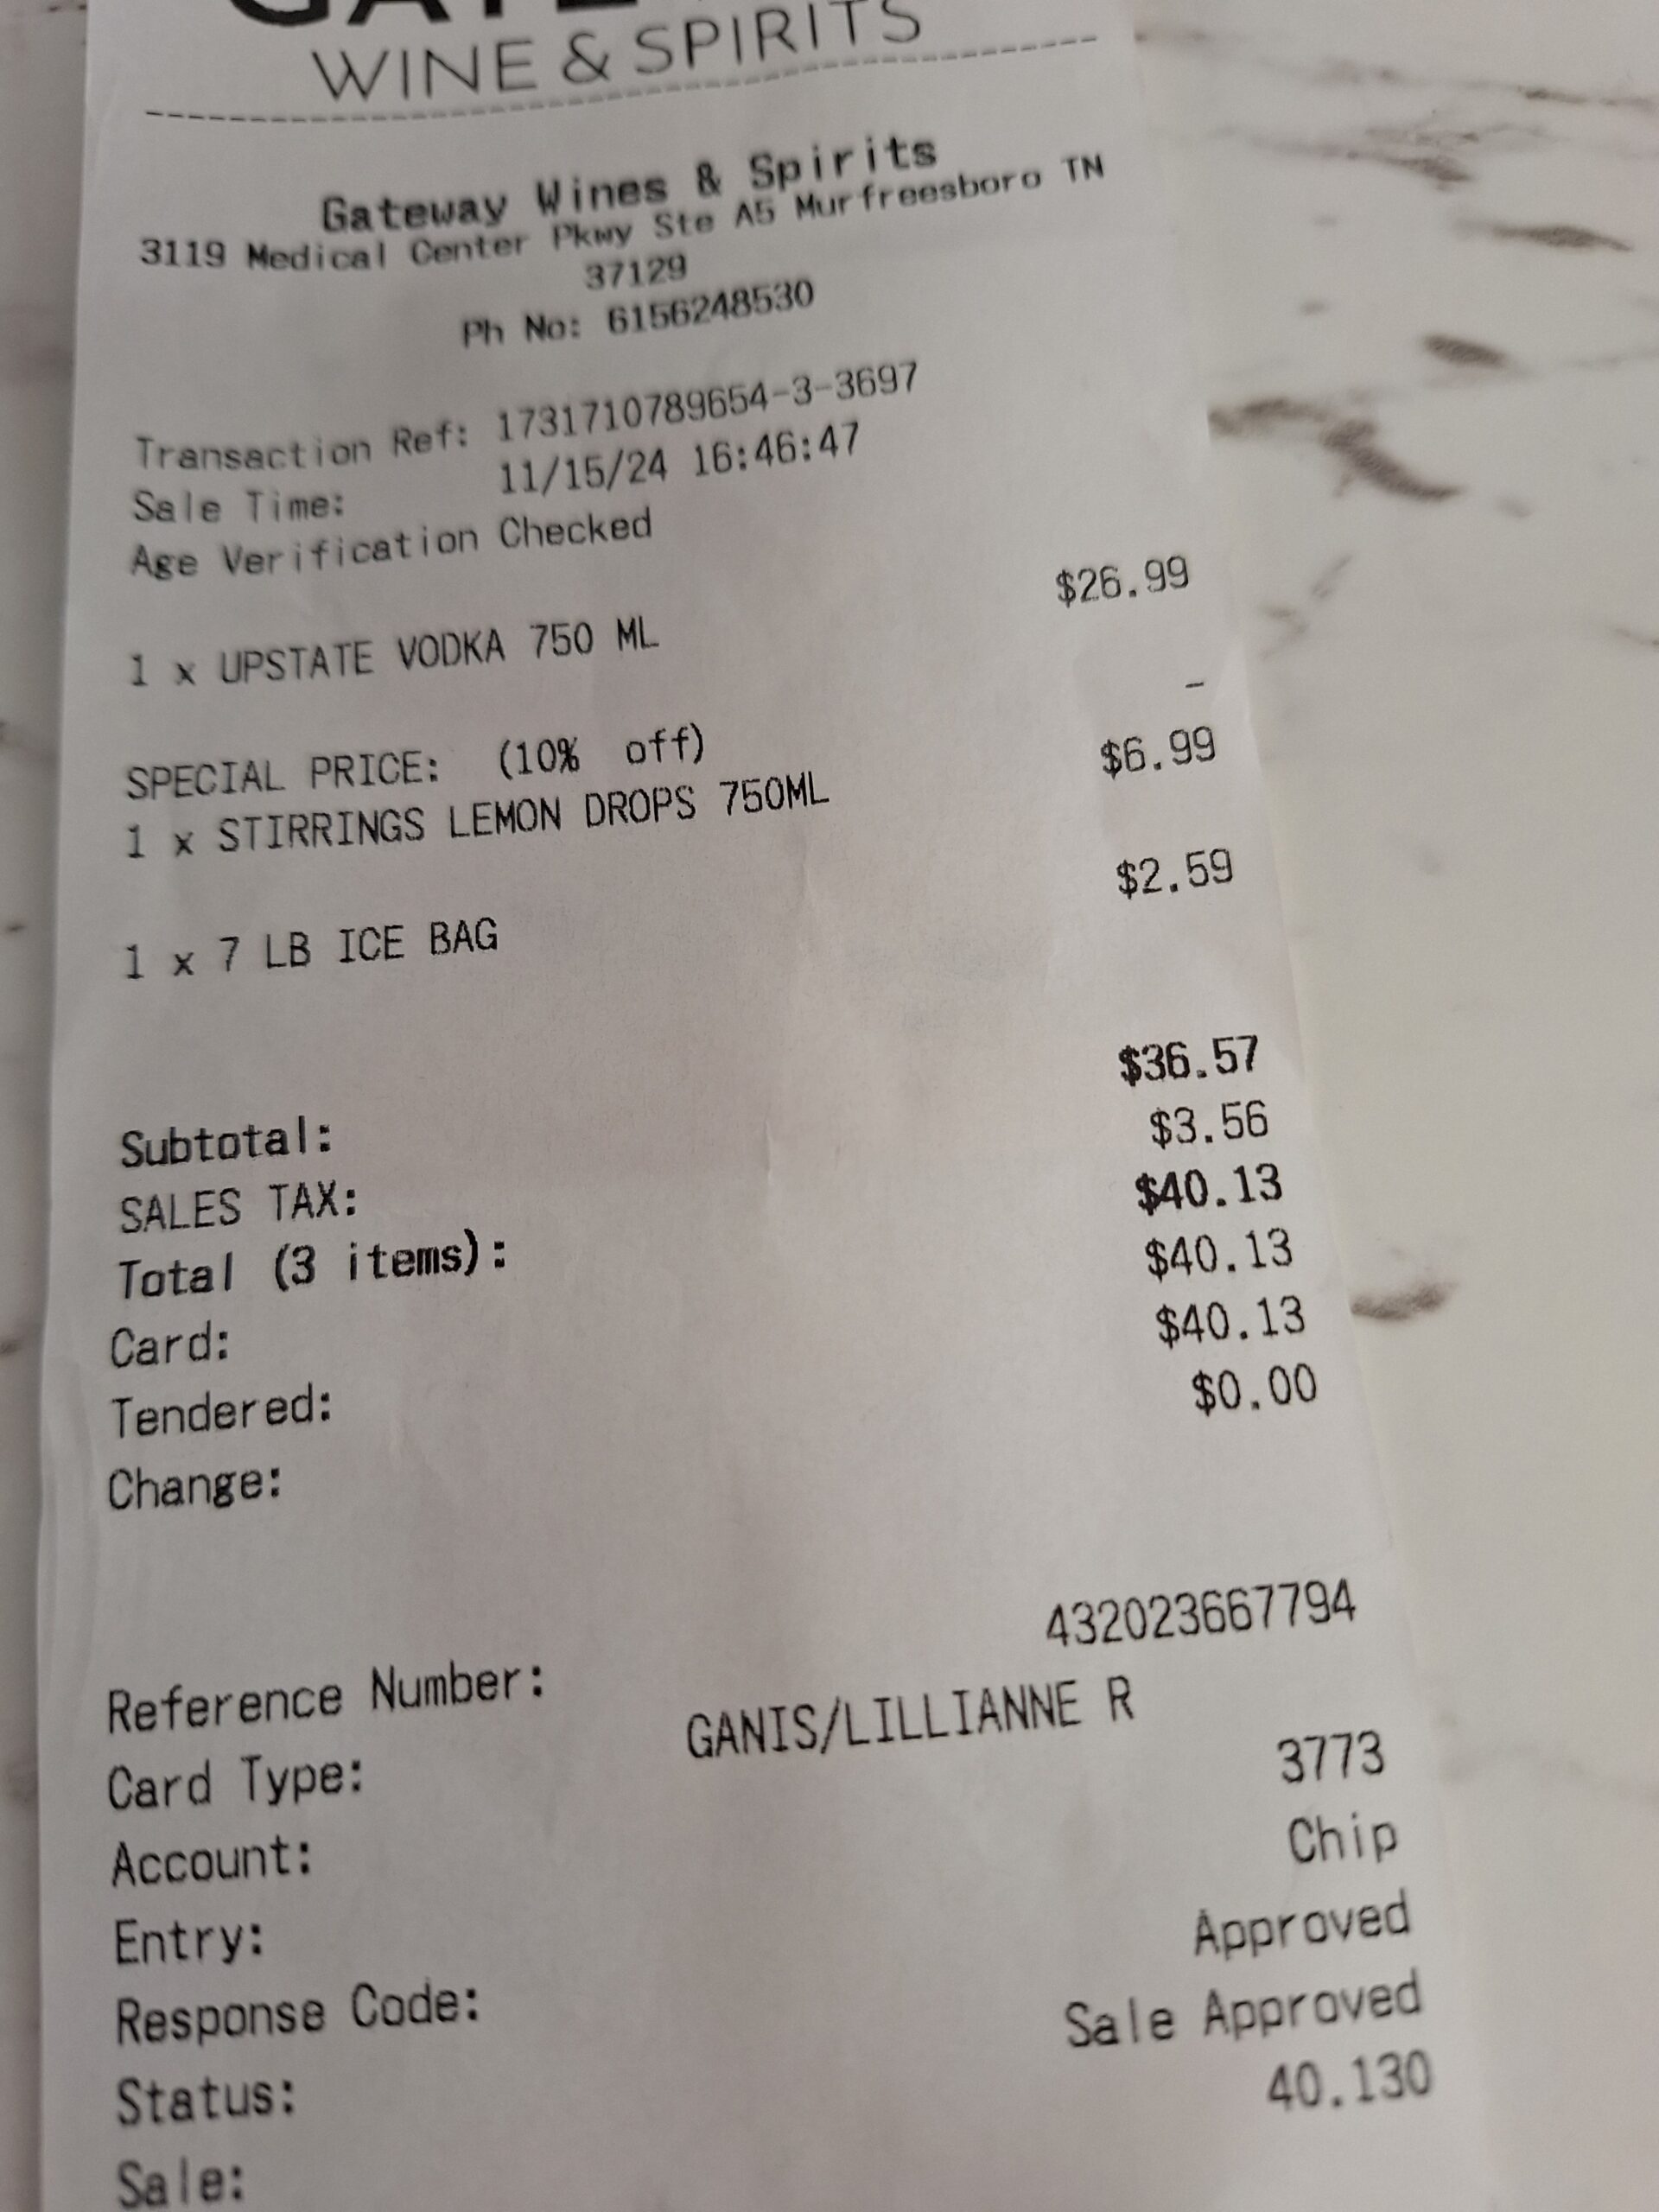 WINE & SPIRITS
Gateway Wines & Spirits
3119 Medical Center Pkwy Ste A5 Murfreesboro TN
37129
Ph No: 6156248530
Transaction Ref: 1731710789654-3-3697
Sale Time: 11/15/24 16:46:47
Age Verification Checked
1 x UPSTATE VODKA 750 ML $26.99
SPECIAL PRICE: (10% off) -
1 x STIRRINGS LEMON DROPS 750ML $6.99
1 x 7 LB ICE BAG $2.59
Subtotal: $36.57
SALES TAX: $3.56
Total (3 items): $40.13
Card: $40.13
Tendered: $40.13
Change: $0.00
Reference Number: 432023667794
Card Type: GANIS/LILLIANNE R
Account: 3773
Entry: Chip
Response Code: Approved
Status: Sale Approved
Sale: 40.130